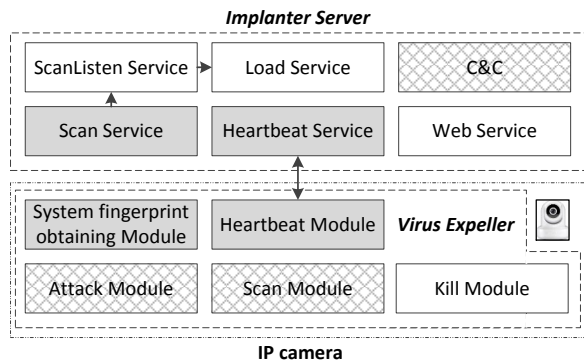 Implanter Server
ScanListen Service
Load Service
C&C
Scan Service
Heartbeat Service
Web Service
System fingerprint
obtaining Module
Heartbeat Module
Virus Expeller
Attack Module
Scan Module
Kill Module
IP camera